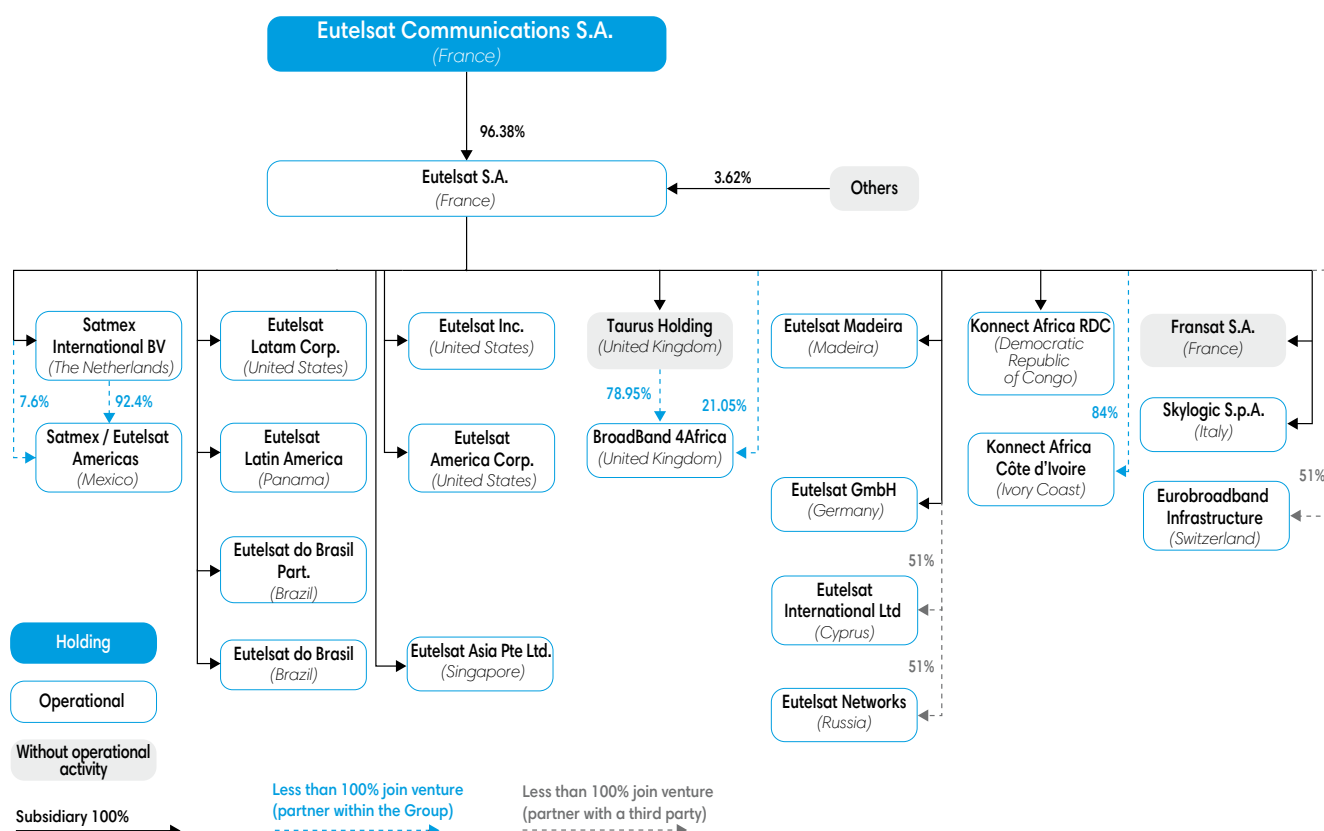 Eutelsat Communications S.A.
(France)
96.38%
Eutelsat S.A.
(France)
3.62%
Others
Satmex
International BV
(The Netherlands)
7.6%
92.4%
Satmex / Eutelsat
Americas
(Mexico)
Eutelsat
Latam Corp.
(United States)
Eutelsat
Latin America
(Panama)
Eutelsat do Brasil
Part.
(Brazil)
Eutelsat do Brasil
(Brazil)
Eutelsat Inc.
(United States)
Eutelsat
America Corp.
(United States)
Eutelsat Asia Pte Ltd.
(Singapore)
Taurus Holding
(United Kingdom)
78.95%
21.05%
BroadBand 4Africa
(United Kingdom)
Eutelsat Madeira
(Madeira)
Eutelsat GmbH
(Germany)
51%
Eutelsat
International Ltd
(Cyprus)
51%
Eutelsat Networks
(Russia)
Konnect Africa RDC
(Democratic
Republic
of Congo)
84%
Konnect Africa
Côte d'Ivoire
(Ivory Coast)
Fransat S.A.
(France)
Skylogic S.p.A.
(Italy)
51%
Eurobroadband
Infrastructure
(Switzerland)
Holding
Operational
Without operational
activity
Subsidiary 100%
Less than 100% join venture
(partner within the Group)
Less than 100% join venture
(partner with a third party)